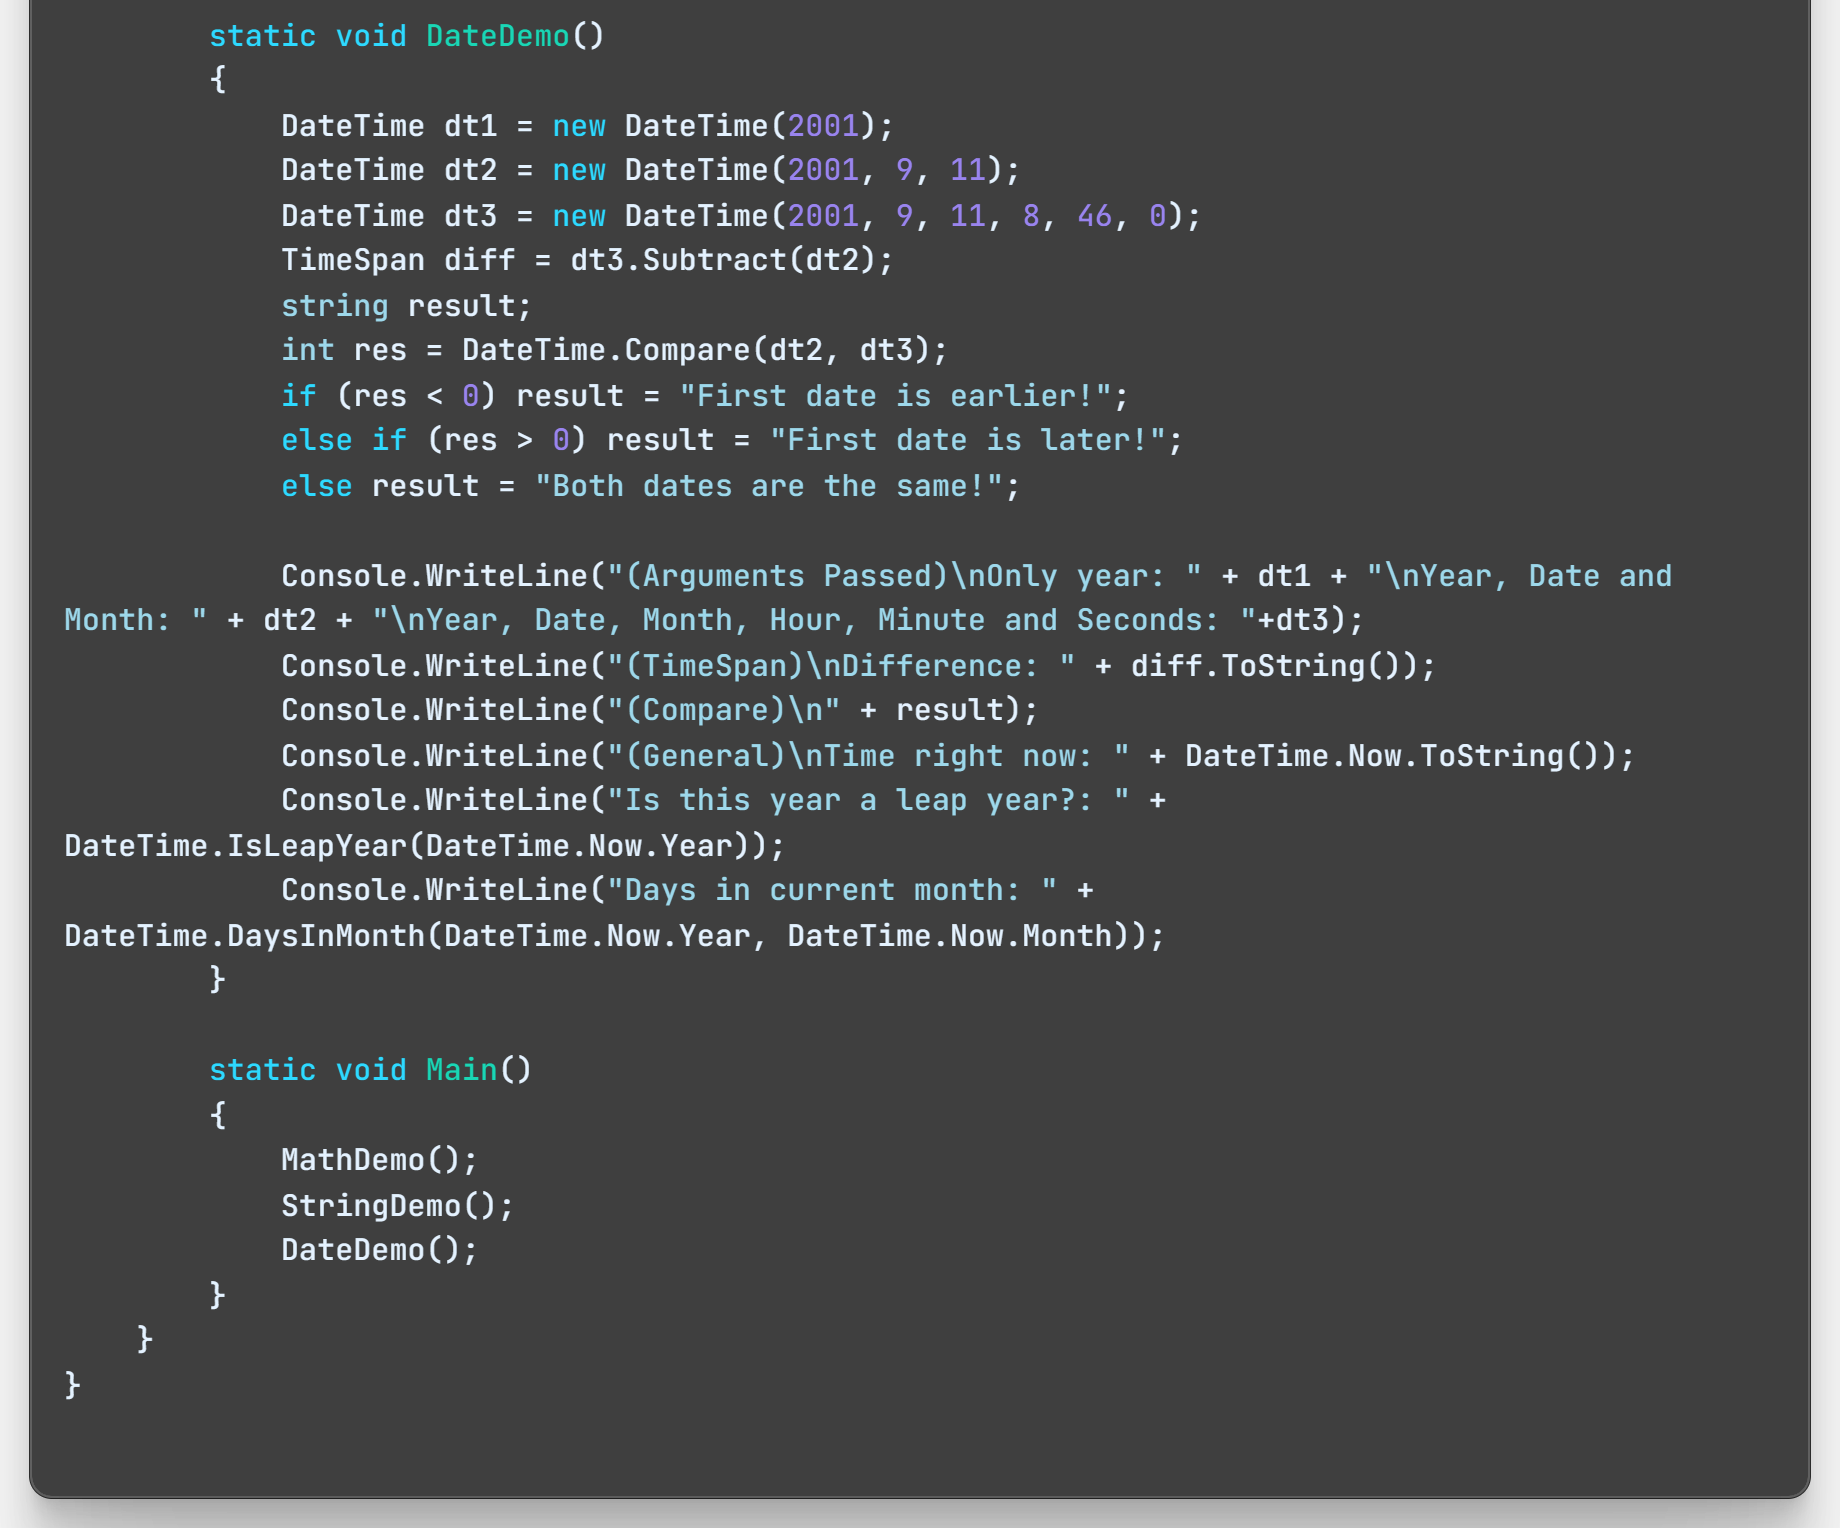 static void DateDemo()
{
DateTime dt1 = new DateTime(2001);
DateTime dt2 = new DateTime(2001, 9, 11);
DateTime dt3 = new DateTime(2001, 9, 11, 8, 46, 0);
TimeSpan diff = dt3.Subtract(dt2);
string result;
int res = DateTime.Compare(dt2, dt3);
if (res < 0) result = "First date is earlier!";
else if (res > 0) result = "First date is later!";
else result = "Both dates are the same!";
Console.WriteLine("(Arguments Passed)\nOnly year: " + dt1 + "\nYear, Date and
Month: " + dt2 + "\nYear, Date, Month, Hour, Minute and Seconds: "+dt3);
Console.WriteLine("(TimeSpan)\nDifference: " + diff.ToString());
Console.WriteLine("(Compare)\n" + result);
Console.WriteLine("(General)\nTime right now: " + DateTime.Now.ToString());
Console.WriteLine("Is this year a leap year?: " +
DateTime.IsLeapYear(DateTime.Now.Year));
Console.WriteLine("Days in current month: " +
DateTime.DaysInMonth(DateTime.Now.Year, DateTime.Now.Month));
}
static void Main()
{
MathDemo();
StringDemo();
DateDemo();
}
}
}